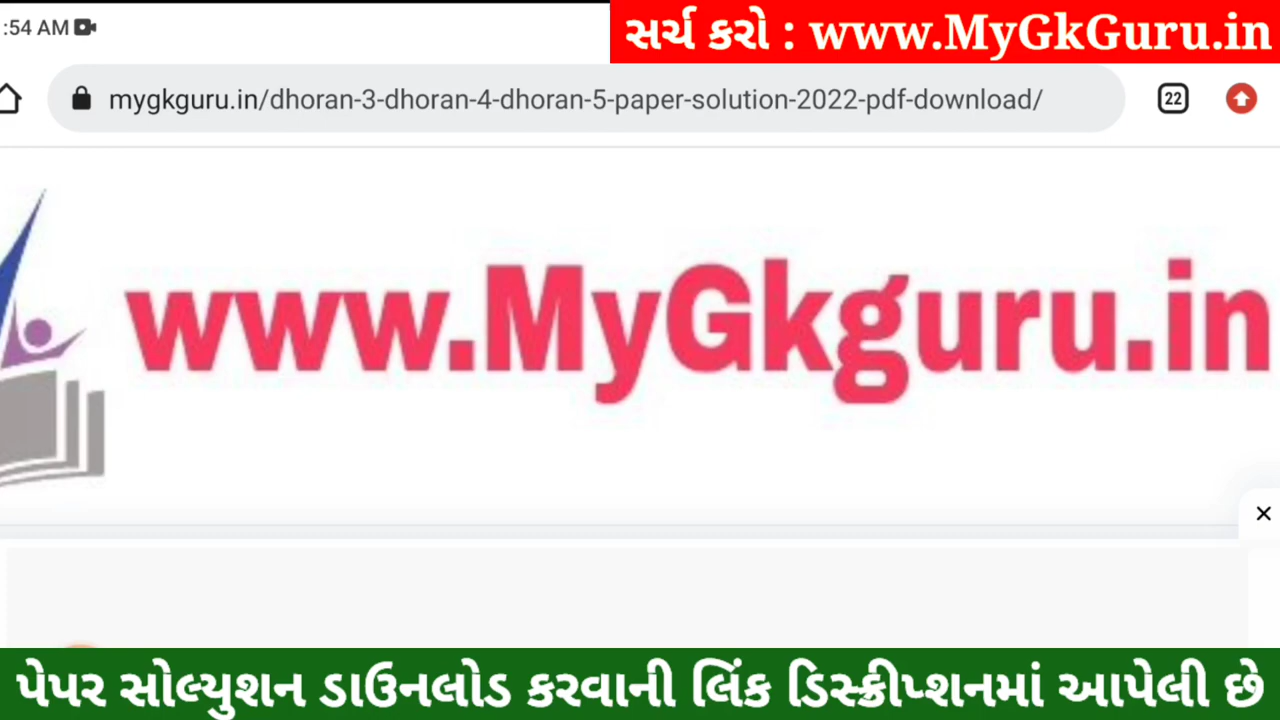 :54 AM
સર્ચ કરો : www.MyGkGuru.in
mygkguru.in/dhoran-3-dhoran-4-dhoran-5-paper-solution-2022-pdf-download/
22
www.MyGkguru.in
પેપર સોલ્યુશન ડાઉનલોડ કરવાની લિંક ડિસ્ક્રીપ્શનમાં આપેલી છે